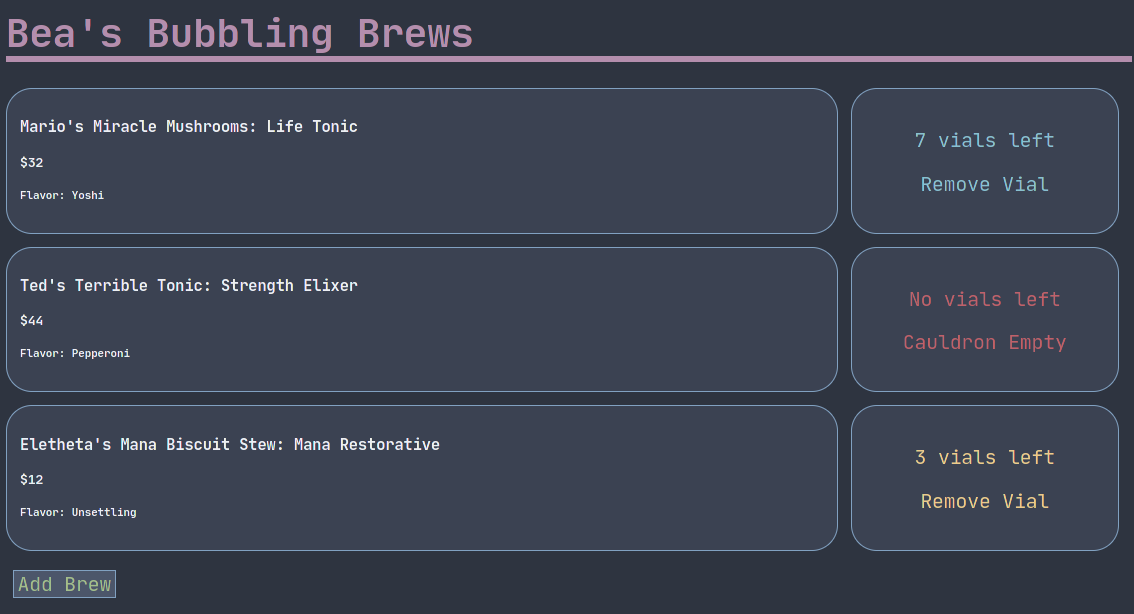 Bea's Bubbling Brews
Mario's Miracle Mushrooms: Life Tonic
$32
Flavor: Yoshi
7 vials left
Remove Vial
Ted's Terrible Tonic: Strength Elixer
$44
Flavor: Pepperoni
No vials left
Cauldron Empty
Eletheta's Mana Biscuit Stew: Mana Restorative
$12
Flavor: Unsettling
3 vials left
Remove Vial
Add Brew